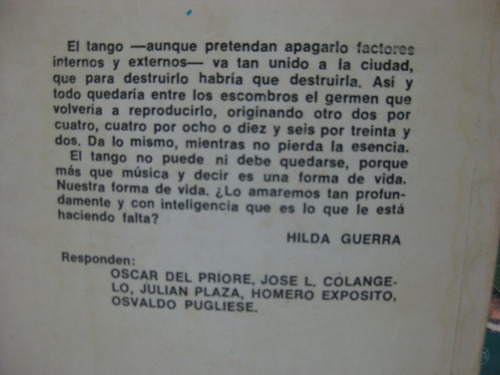 El tango —aunque pretendan apagarlo factores
internos y externos— va tan unido a la ciudad,
que para destruirlo habría que destruirla. Así y
todo quedaría entre los escombros el germen que
volvería a reproducirlo, originando otro dos por
cuatro, cuatro por ocho o diez y seis por treinta y
dos. Da lo mismo, mientras no pierda la esencia.
El tango no puede ni debe quedarse, porque
más que música y decir es una forma de vida.
Nuestra forma de vida. ¿Lo amaremos tan profun-
damente y con inteligencia que es lo que le está
haciendo falta?
HILDA GUERRA
Responden:
OSCAR DEL PRIORE, JOSE L. COLANGE-
LO, JULIAN PLAZA, HOMERO EXPOSITO,
OSVALDO PUGLIESE.